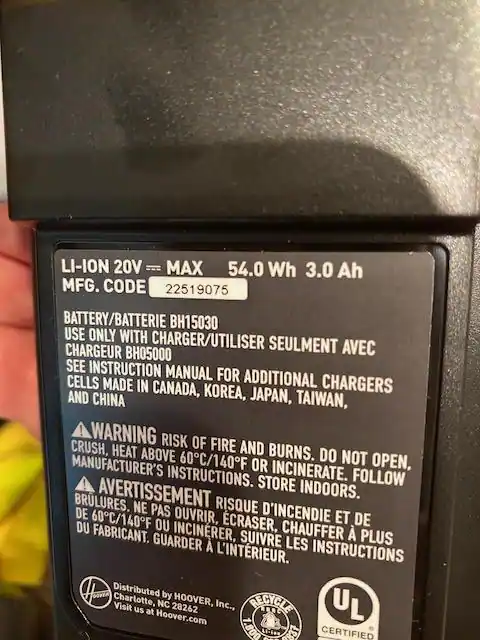 LI-ION 20V ⎓ MAX 54.0 Wh 3.0 Ah
MFG. CODE 22519075
BATTERY/BATTERIE BH15030
USE ONLY WITH CHARGER/UTILISER SEULMENT AVEC
CHARGEUR BH05000
SEE INSTRUCTION MANUAL FOR ADDITIONAL CHARGERS
CELLS MADE IN CANADA, KOREA, JAPAN, TAIWAN,
AND CHINA
WARNING RISK OF FIRE AND BURNS. DO NOT OPEN,
CRUSH, HEAT ABOVE 60°C/140°F OR INCINERATE. FOLLOW
MANUFACTURER'S INSTRUCTIONS. STORE INDOORS.
AVERTISSEMENT RISQUE D'INCENDIE ET DE
BRÛLURES. NE PAS OUVRIR, ÉCRASER, CHAUFFER À PLUS
DE 60°C/140°F OU INCINÉRER, SUIVRE LES INSTRUCTIONS
DU FABRICANT. GUARDER À L'INTÉRIEUR.
HOOVER
Distributed by HOOVER, Inc.,
Charlotte, NC 28262
Visit us at Hoover.com
RECYCLE
Li-Ion
UL
CERTIFIED